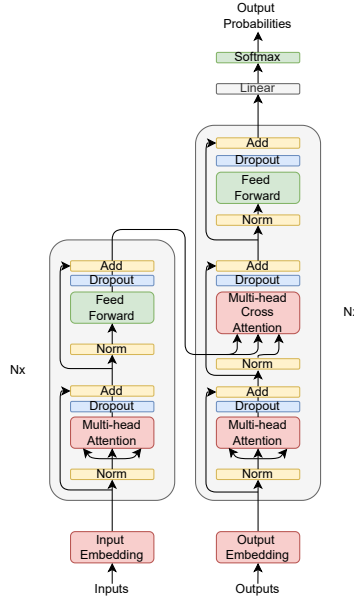 Output
Probabilities
Softmax
Linear
Add
Dropout
Feed
Forward
Norm
Add
Dropout
Multi-head
Cross
Attention
Norm
Add
Dropout
Multi-head
Attention
Norm
Output
Embedding
Outputs
Add
Dropout
Feed
Forward
Norm
Nx
Add
Dropout
Multi-head
Attention
Norm
Input
Embedding
Inputs